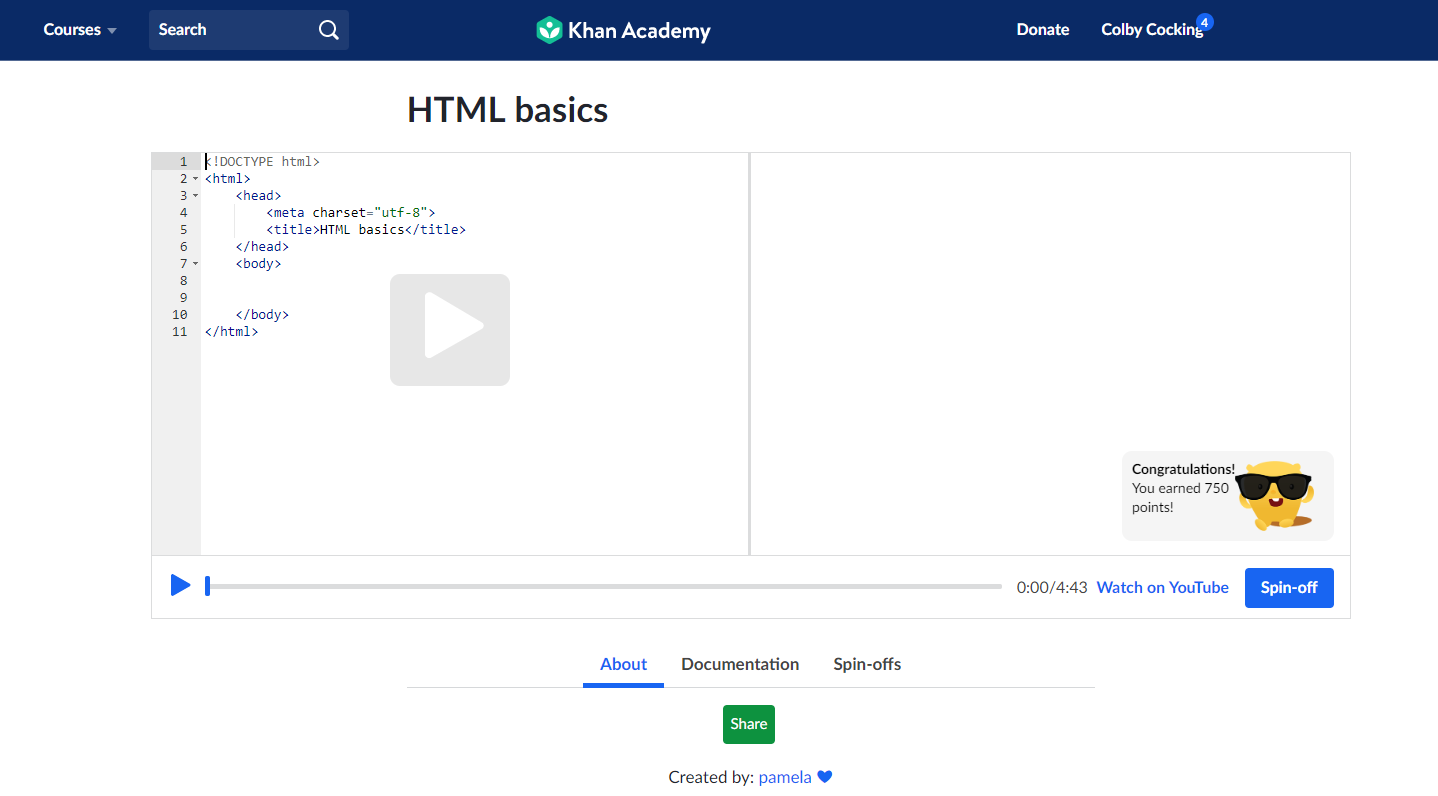 Courses
Search
Khan Academy
Donate
Colby Cocking
4
HTML basics
1 <!DOCTYPE html>
2 <html>
3 <head>
4 <meta charset="utf-8">
5 <title>HTML basics</title>
6 </head>
7 <body>
8
9
10 </body>
11 </html>
Congratulations!
You earned 750
points!
0:00/4:43 Watch on YouTube Spin-off
About Documentation Spin-offs
Share
Created by: pamela